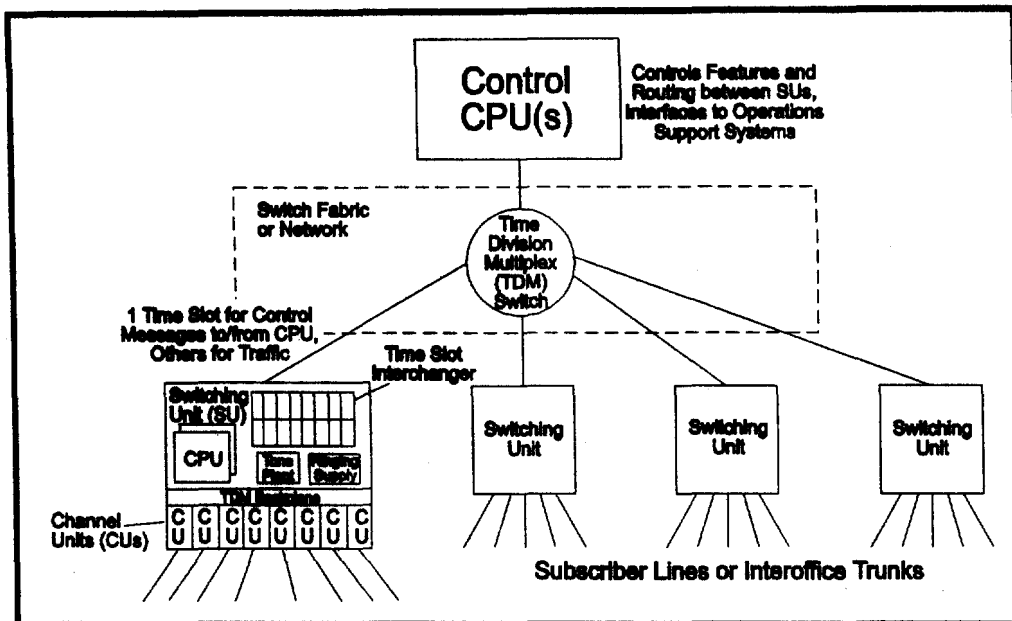 Control
CPU(s)
Controls Features and
Routing between SUs,
Interfaces to Operations
Support Systems
Switch Fabric
or Network
Time
Division
Multiplex
(TDM)
Switch
1 Time Slot for Control
Messages to/from CPU,
Others for Traffic
Time Slot
Interchanger
Switching
Unit (SU)
CPU
Tone
Plant
Ringing
Supply
TDM Backplane
Channel
Units (CUs)
C C C C C C C C
U U U U U U U U
Switching
Unit
Switching
Unit
Switching
Unit
Subscriber Lines or Interoffice Trunks